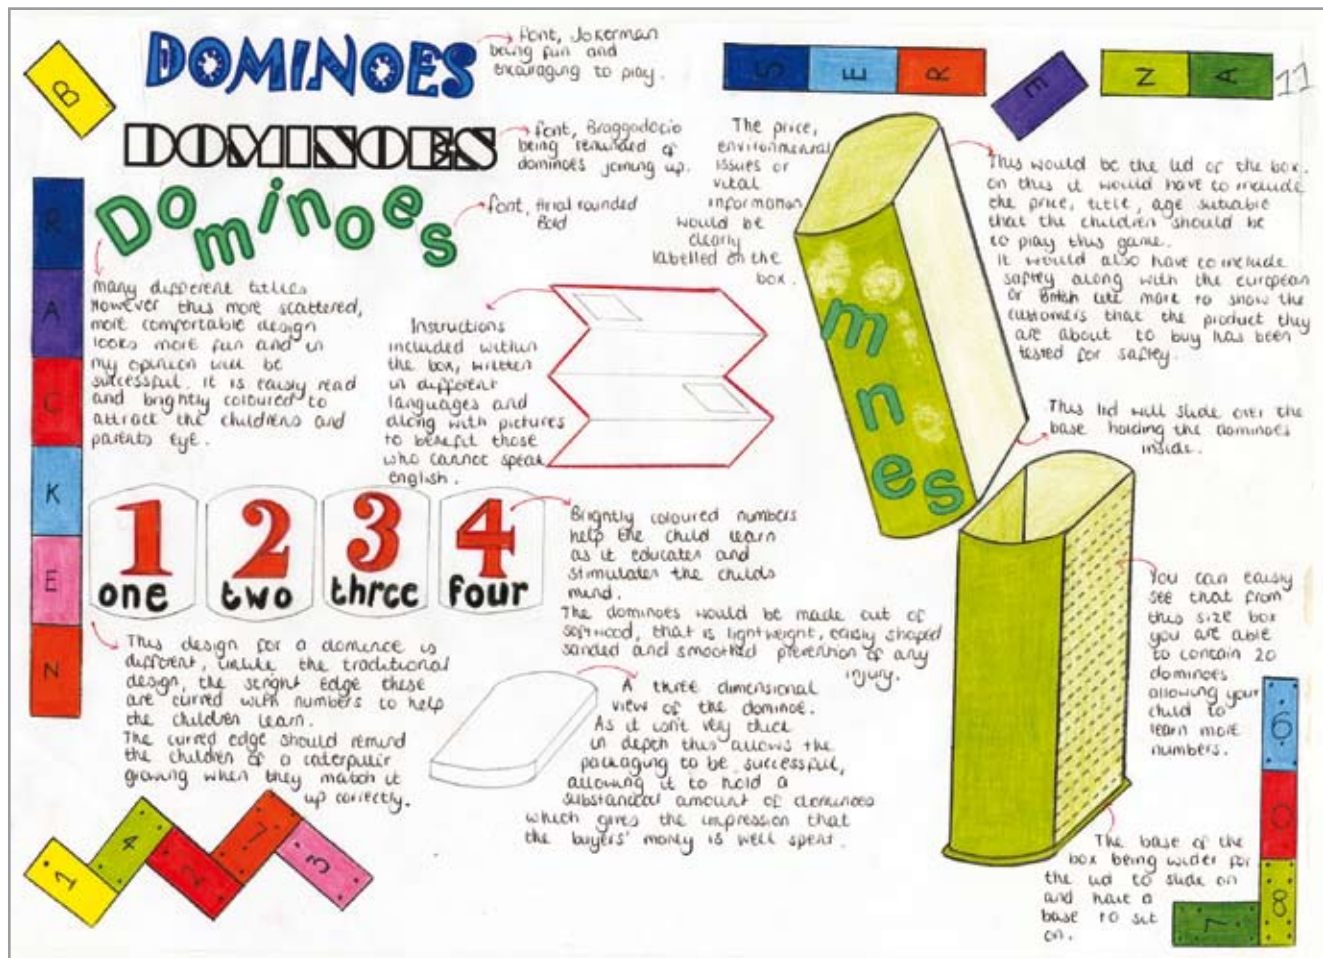 DOMINOES
font, Jokerman
being fun and
encouraging to play.
DOMINOES
font, Braggadocio
being reminded of
dominoes joining up.
Dominoes
font, Arial rounded
Bold
B
R
A
C
K
E
N
S
E
R
E
N
A
11
many different titles
However this more scattered,
more comfortable design
looks more fun and in
my opinion will be
successful. it is easisly read
and brightly coloured to
attract the childrens and
parents eye.
Instructions
included within
the box, written
in different
languages and
along with pictures
to benefit those
who cannot speak
english.
The price,
environmental
issues or
vital
information
would be
clearly
labelled on the
box.
This would be the lid of the box.
on this it would have to include
the price, title, age suitable
that the children should be
to play this game.
It would also have to include
saftey along with the european
or British to show the
customers that the product they
are about to buy has been
tested for saftey.
This lid will slide over the
base holding the dominoes
inside.
m
n
e
s
1
one
2
two
3
three
4
four
Brightly coloured numbers
help the child learn
as it educates and
stimulates the childs
mind.
The dominoes would be made out of
softwood, that is lightweight, easisly shaped
sanded and smoothed prevention of any
injury.
This design for a dominoe is
different, unlike the traditional
design, the edge these
are curved with numbers to help
the children learn.
The curved edge should remind
the children of a
growing when they match it
up correctly.
A three dimensional
view of the dominoe.
As it isn't very thick
in depth this allows the
packaging to be successful,
allowing it to hold a
amount of dominoes
which gives the impression that
the buyers' money is well spent.
You can easisly
see that from
this size box
you are able
to contain 20
dominoes
allowing your
child to
learn more
numbers.
The base of the
box being wider for
the lid to slide on
and have a
base to sit
on.
1
4
2
7
3
6
0
8
7